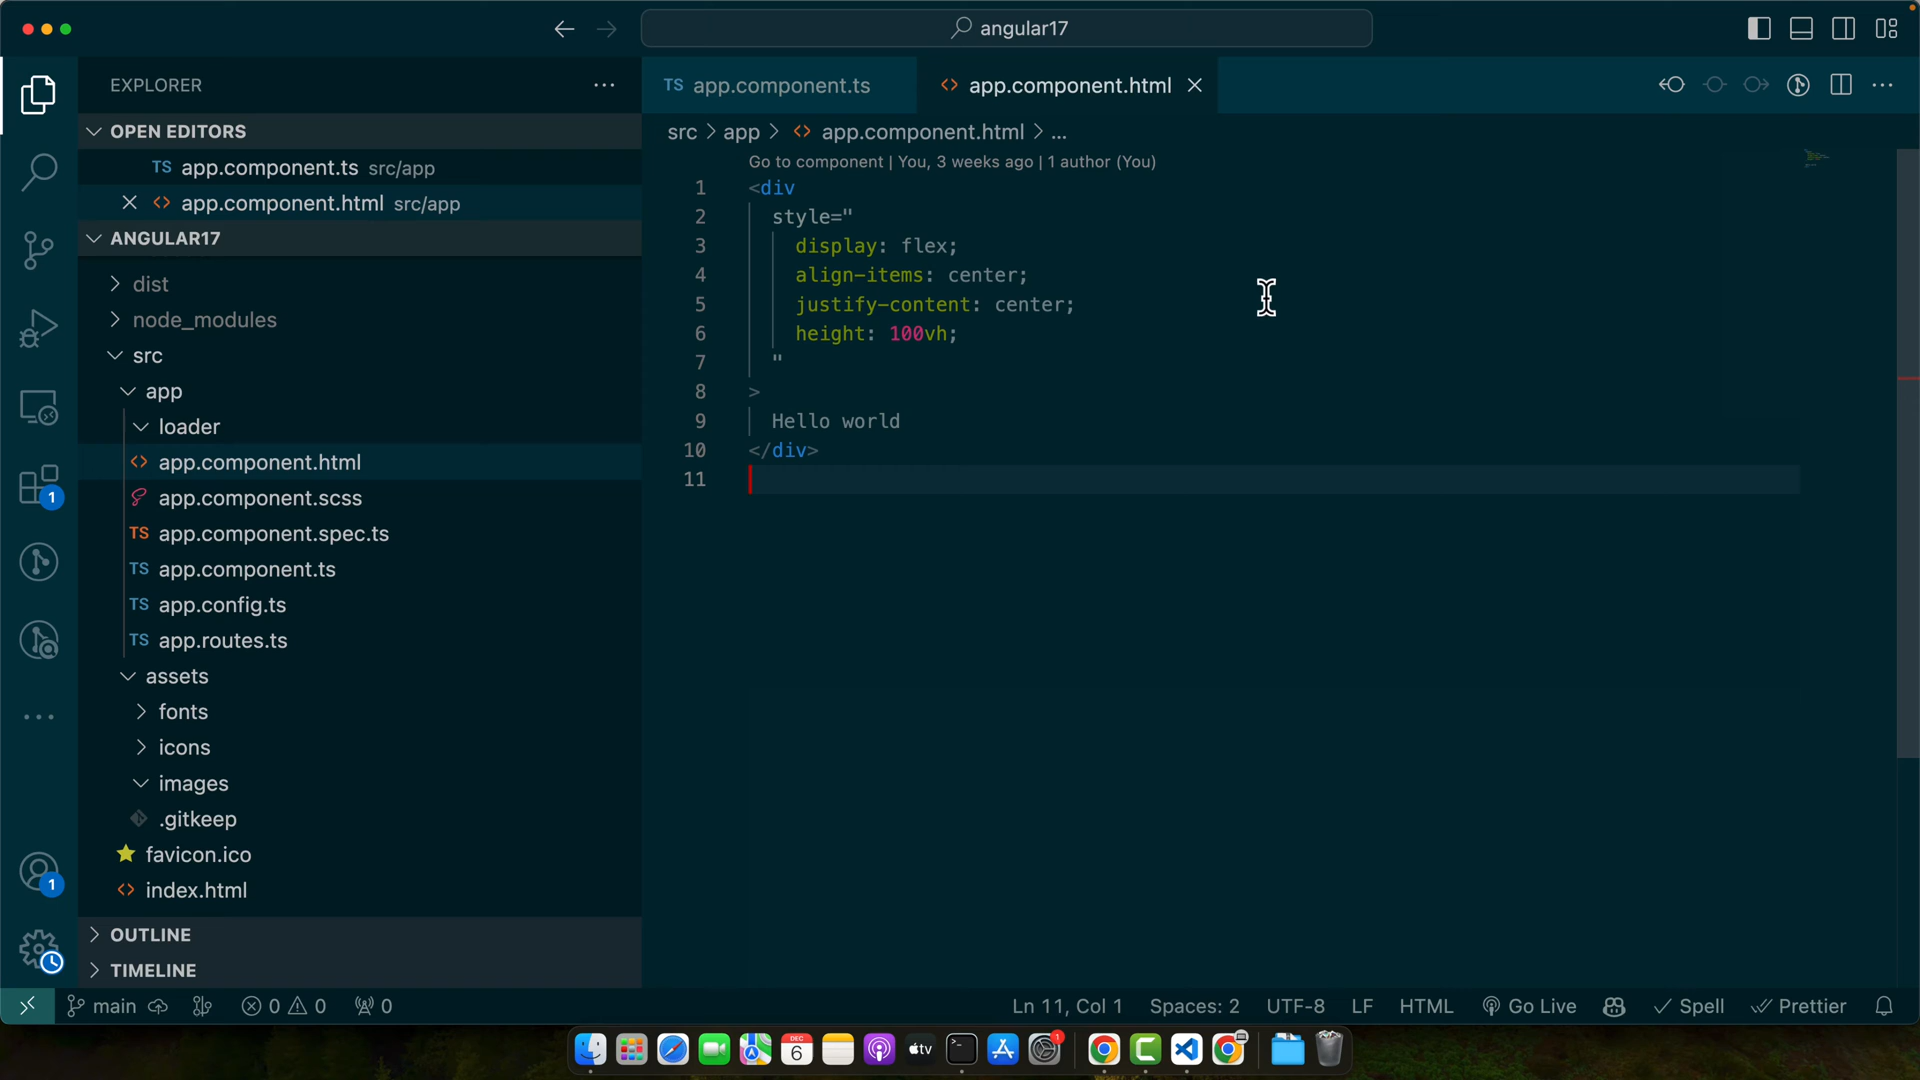 angular17
EXPLORER
OPEN EDITORS
TS app.component.ts src/app
app.component.html src/app
ANGULAR17
dist
node_modules
src
app
loader
app.component.html
app.component.scss
TS app.component.spec.ts
TS app.component.ts
TS app.config.ts
TS app.routes.ts
assets
fonts
icons
images
.gitkeep
favicon.ico
index.html
OUTLINE
TIMELINE
1
1
TS app.component.ts
app.component.html
src > app > app.component.html > ...
Go to component | You, 3 weeks ago | 1 author (You)
1 <div
2 style="
3 display: flex;
4 align-items: center;
5 justify-content: center;
6 height: 100vh;
7 "
8 >
9 Hello world
10 </div>
11
main 0 0 0
Ln 11, Col 1 Spaces: 2 UTF-8 LF HTML Go Live Spell Prettier
DEC
6
tv
1